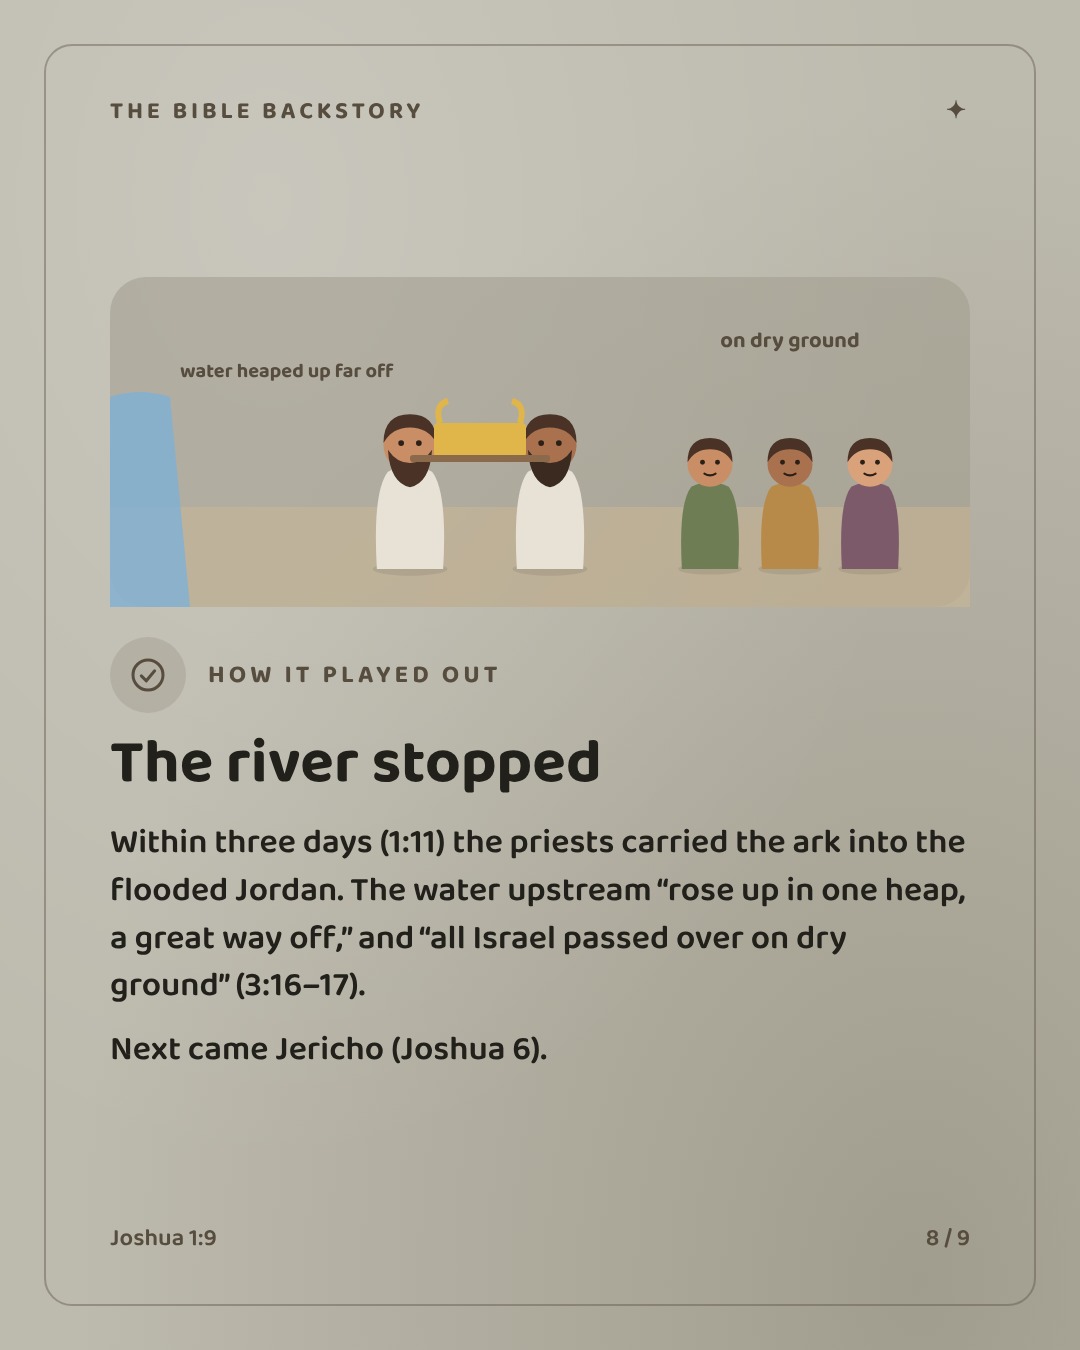 THE BIBLE BACKSTORY ✦
on dry ground
water heaped up far off
HOW IT PLAYED OUT
The river stopped
Within three days (1:11) the priests carried the ark into the
flooded Jordan. The water upstream “rose up in one heap,
a great way off,” and “all Israel passed over on dry
ground” (3:16–17).
Next came Jericho (Joshua 6).
Joshua 1:9
8 / 9